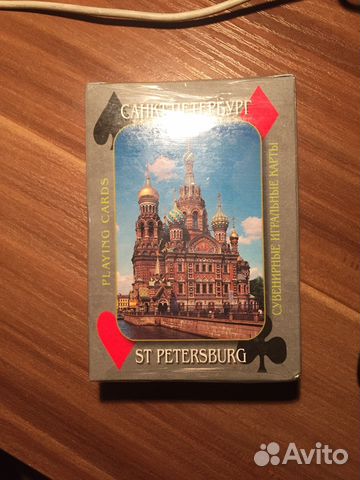 САНКТ-ПЕТЕРБУРГ
PLAYING CARDS
СУВЕНИРНЫЕ ИГРАЛЬНЫЕ КАРТЫ
ST PETERSBURG
Avito